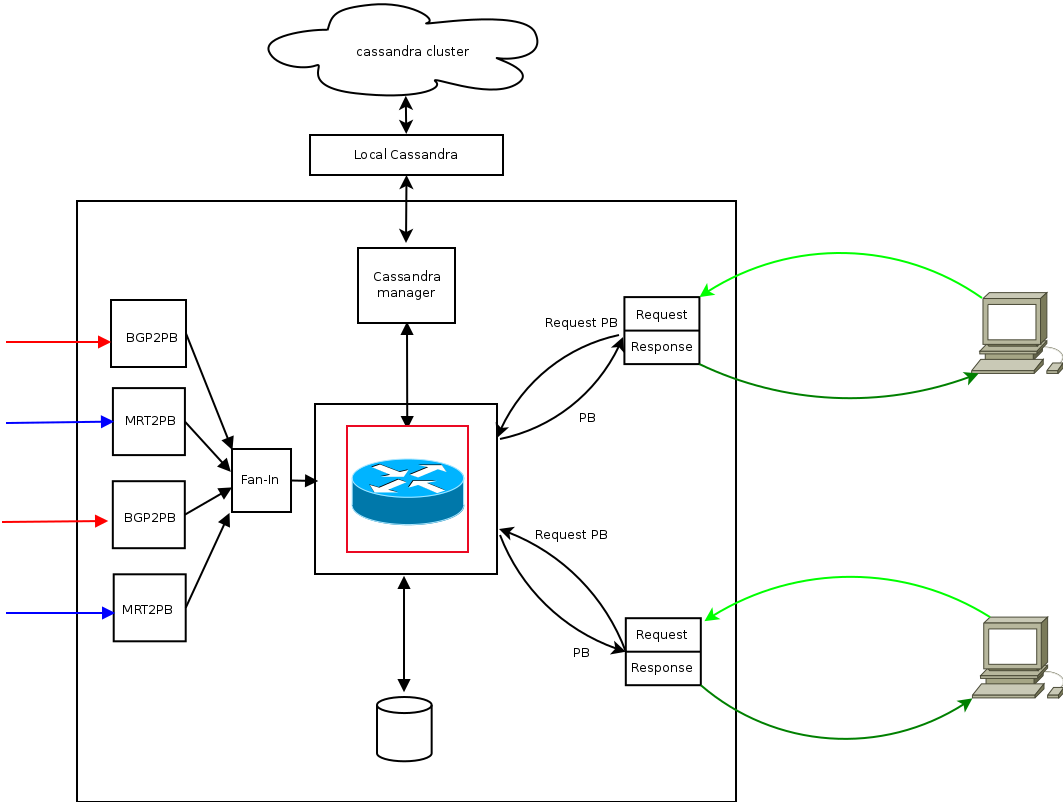 cassandra cluster
Local Cassandra
Cassandra
manager
BGP2PB
MRT2PB
BGP2PB
MRT2PB
Fan-In
Request PB
PB
Request
Response
Request PB
PB
Request
Response